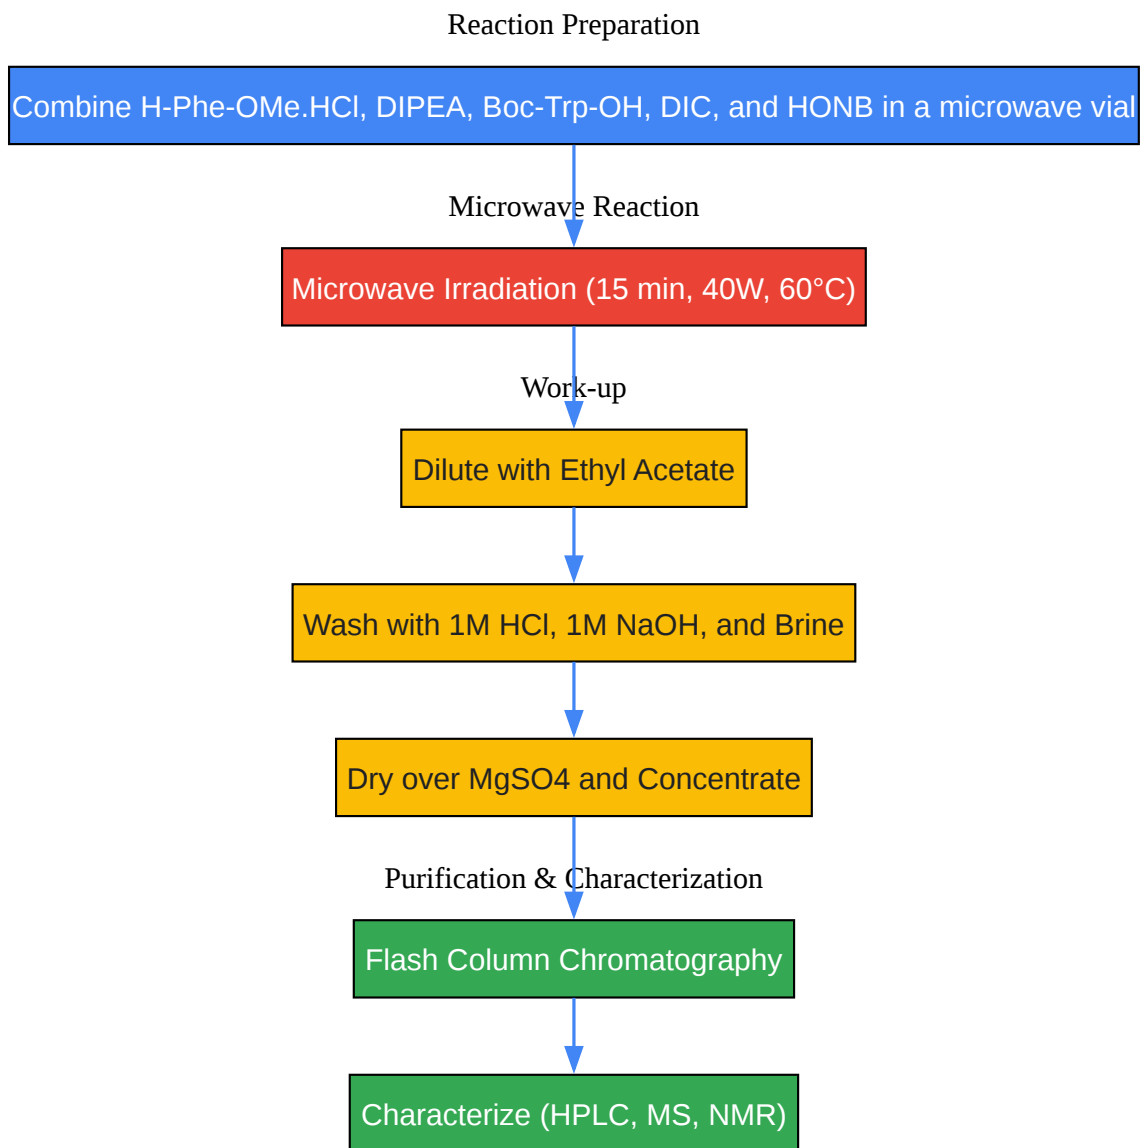 Reaction Preparation
Combine H-Phe-OMe.HCl, DIPEA, Boc-Trp-OH, DIC, and HONB in a microwave vial
Microwave Reaction
Microwave Irradiation (15 min, 40W, 60°C)
Work-up
Dilute with Ethyl Acetate
Wash with 1M HCl, 1M NaOH, and Brine
Dry over MgSO4 and Concentrate
Purification & Characterization
Flash Column Chromatography
Characterize (HPLC, MS, NMR)